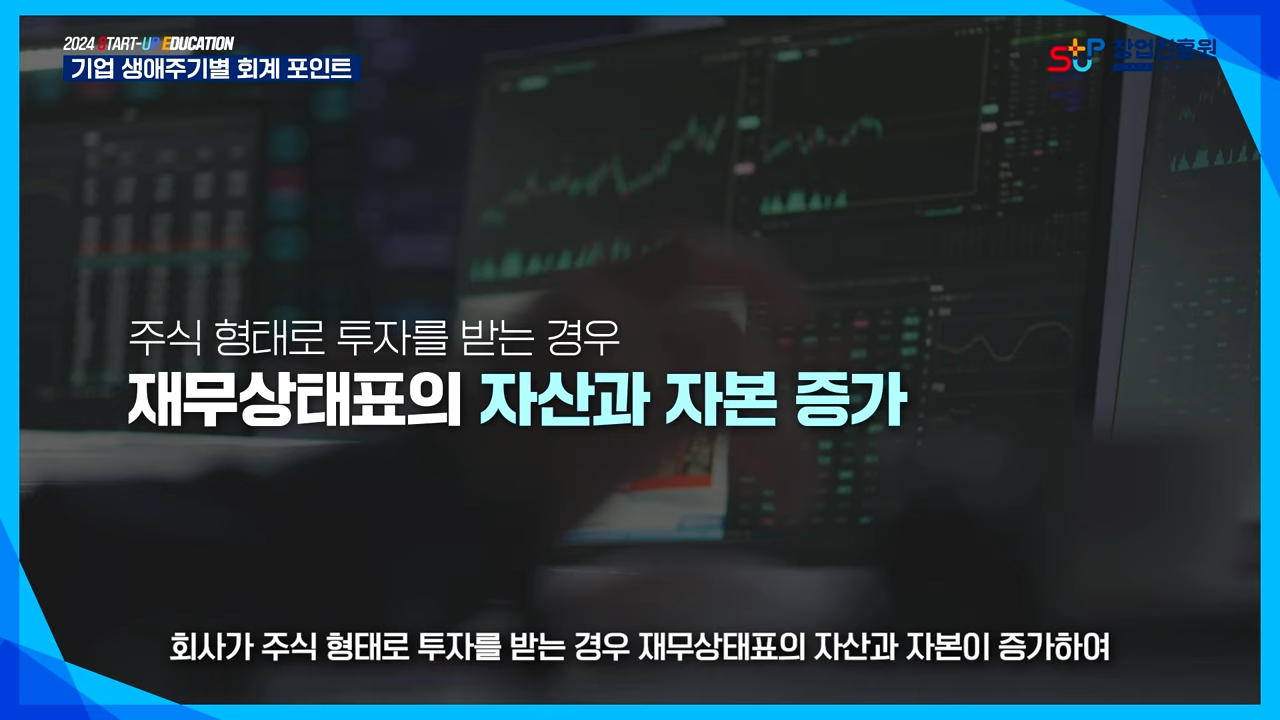 2024 START-UP EDUCATION
기업 생애주기별 회계 포인트
창업진흥원
주식 형태로 투자를 받는 경우
재무상태표의 자산과 자본 증가
회사가 주식 형태로 투자를 받는 경우 재무상태표의 자산과 자본이 증가하여